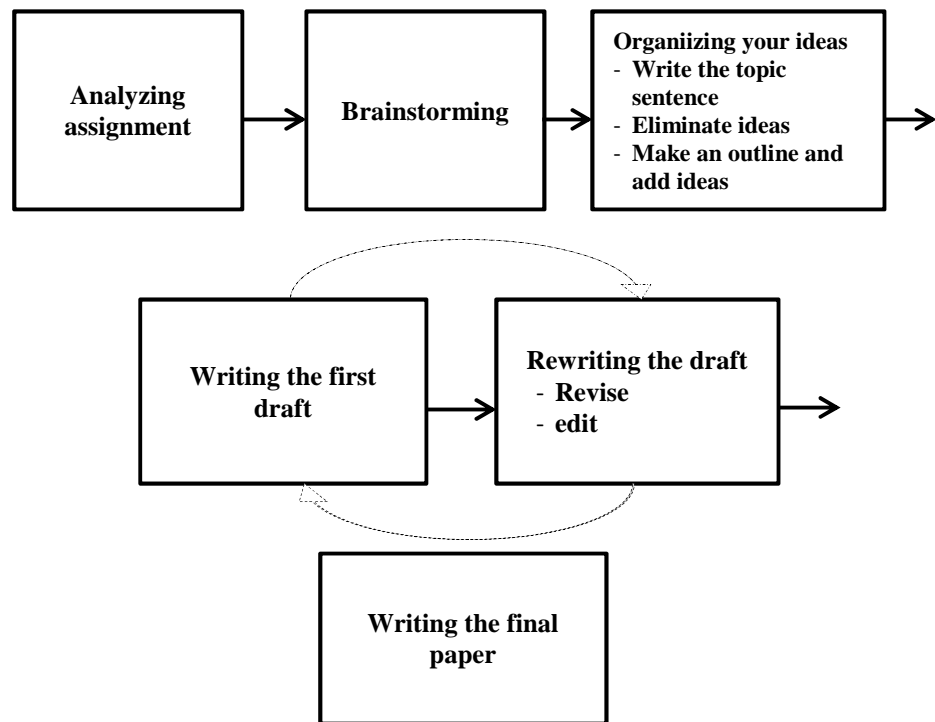 Analyzing
assignment
Brainstorming
Organiizing your ideas
- Write the topic
sentence
- Eliminate ideas
- Make an outline and
add ideas
Writing the first
draft
Rewriting the draft
- Revise
- edit
Writing the final
paper